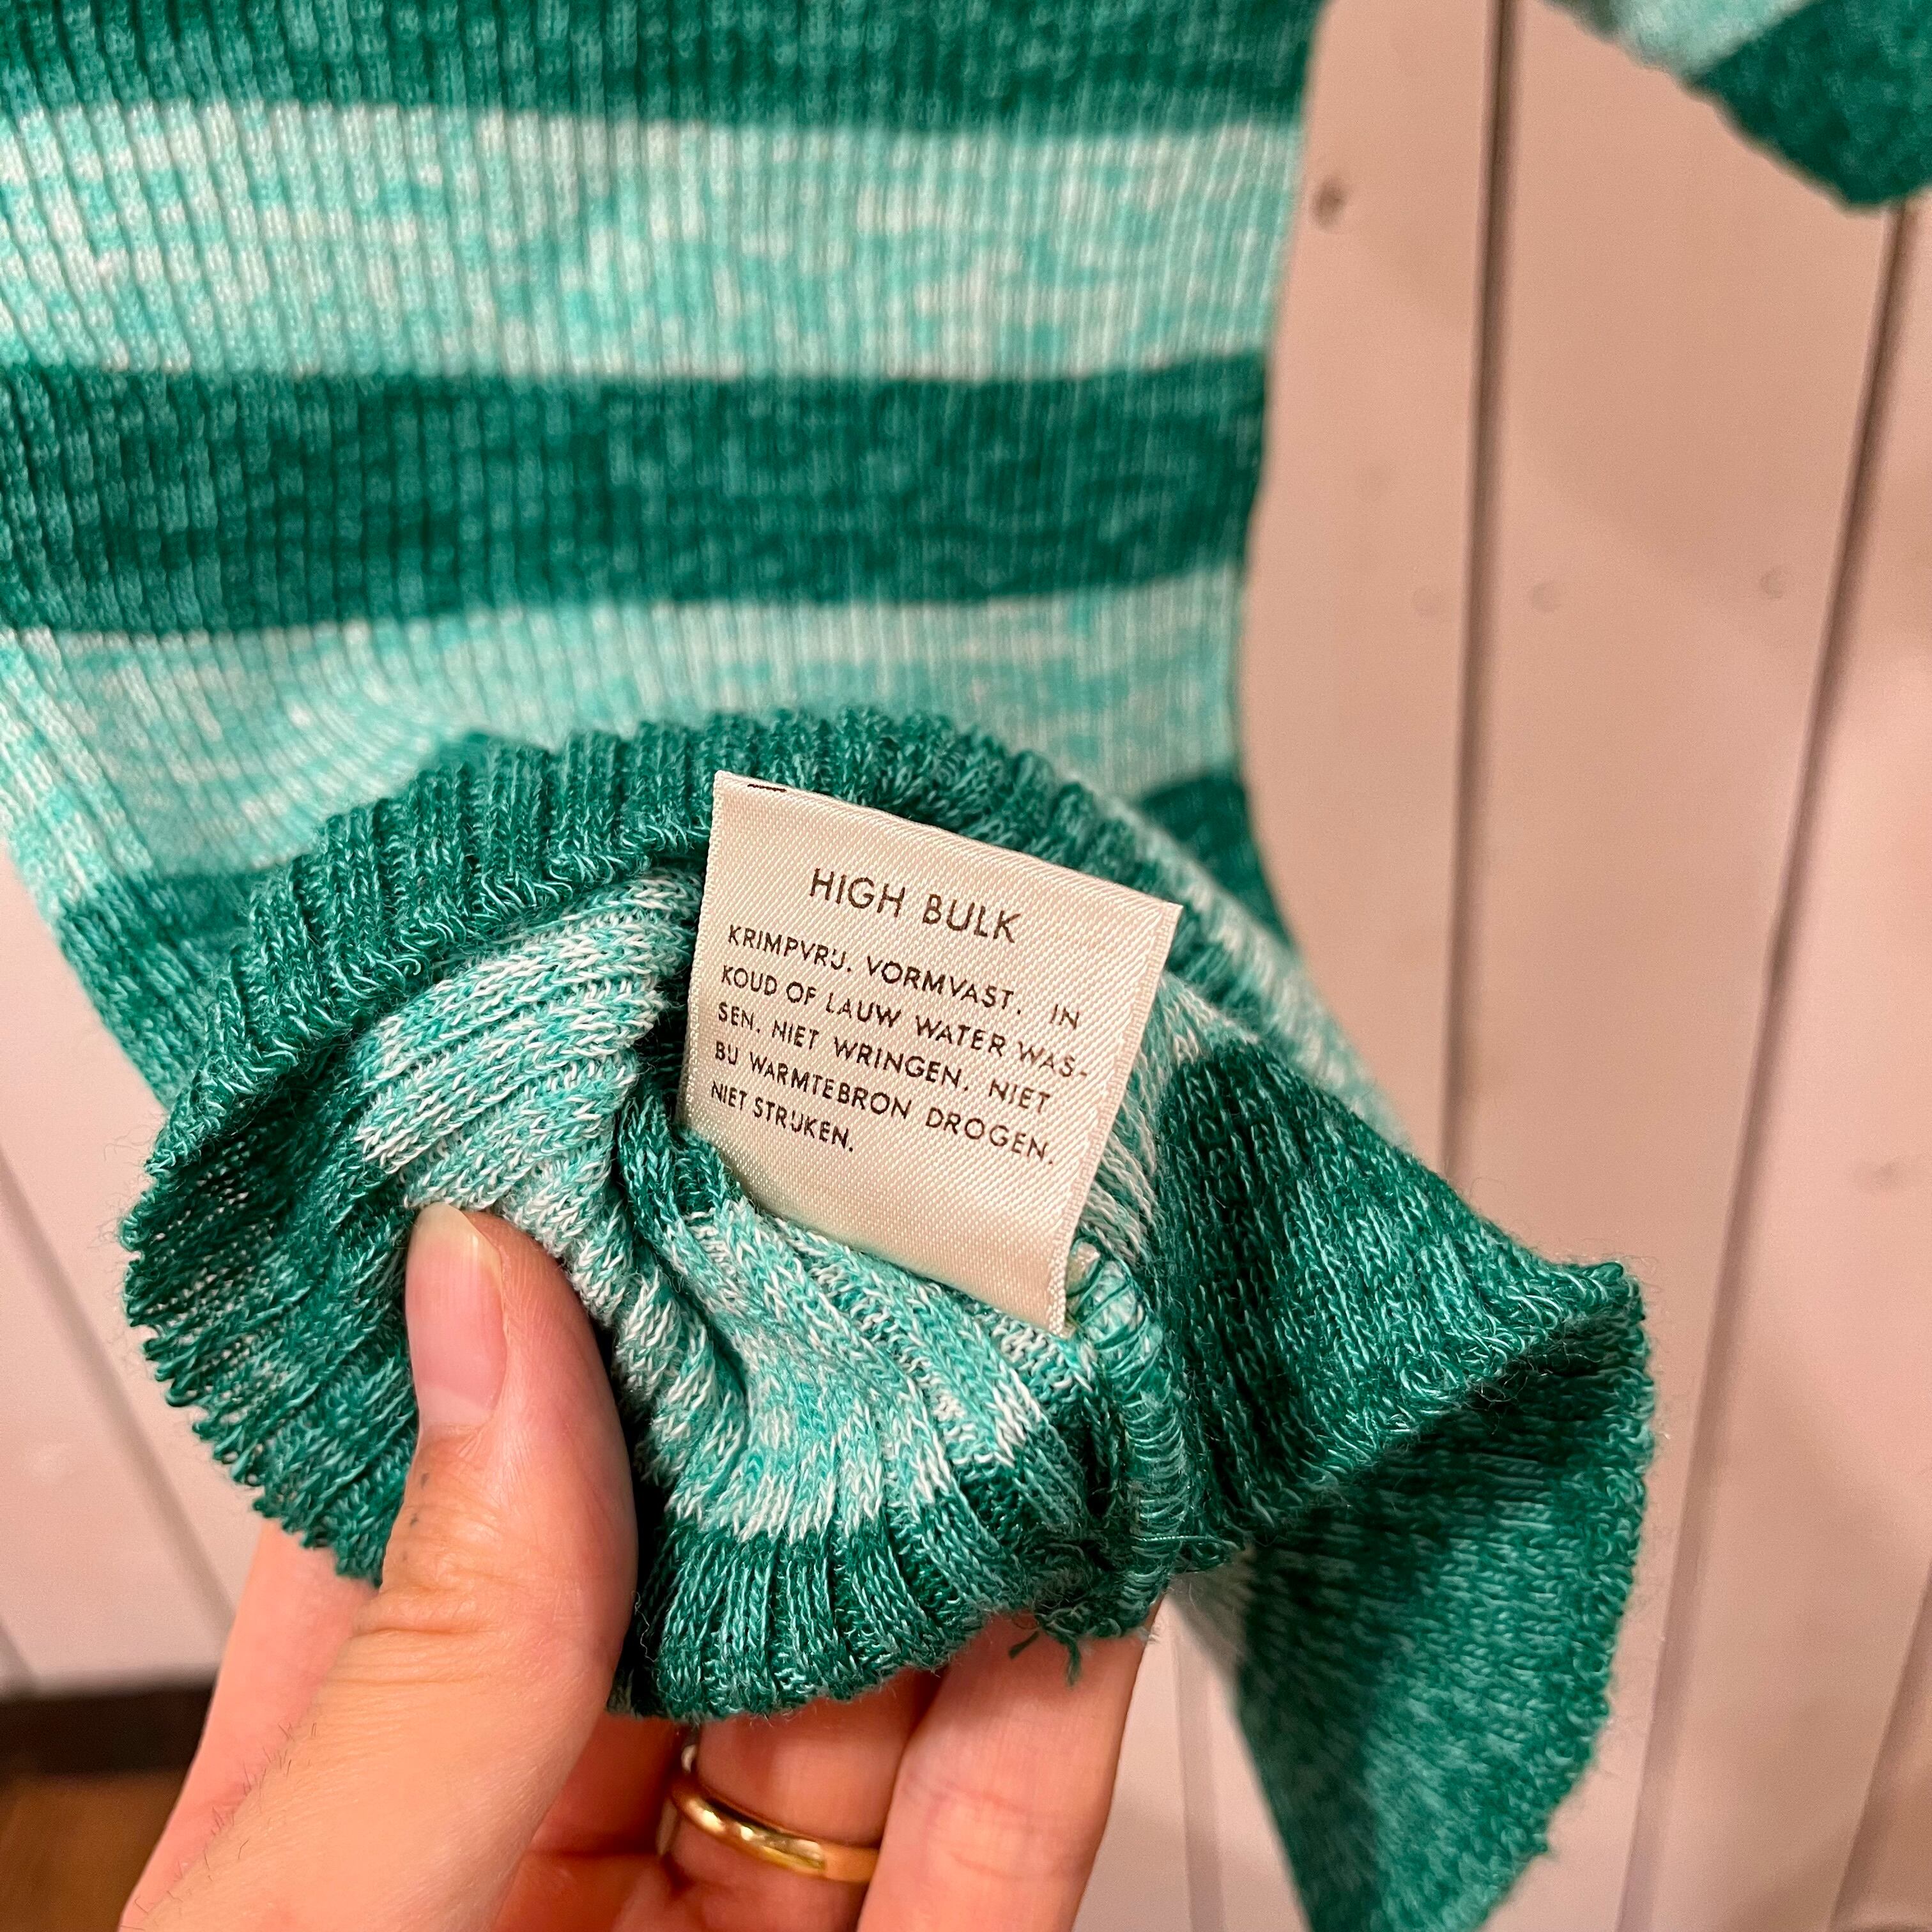 HIGH BULK
KRIMPVRIJ. VORMVAST. IN
KOUD OF LAUW WATER WAS-
SEN. NIET WRINGEN. NIET
BIJ WARMTEBRON DROGEN.
NIET STRIJKEN.